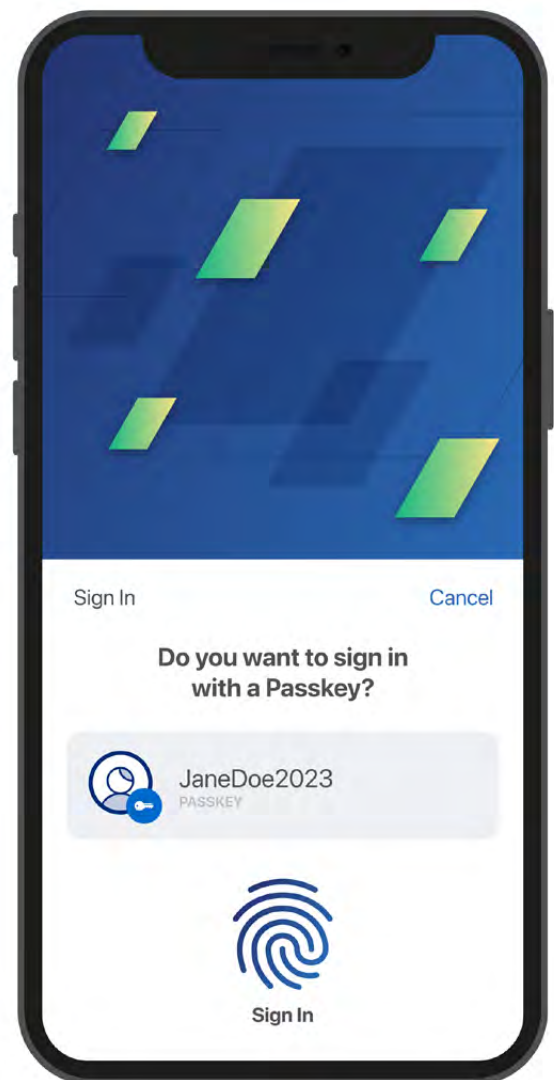 Sign In
Cancel
Do you want to sign in
with a Passkey?
JaneDoe2023
PASSKEY
Sign In